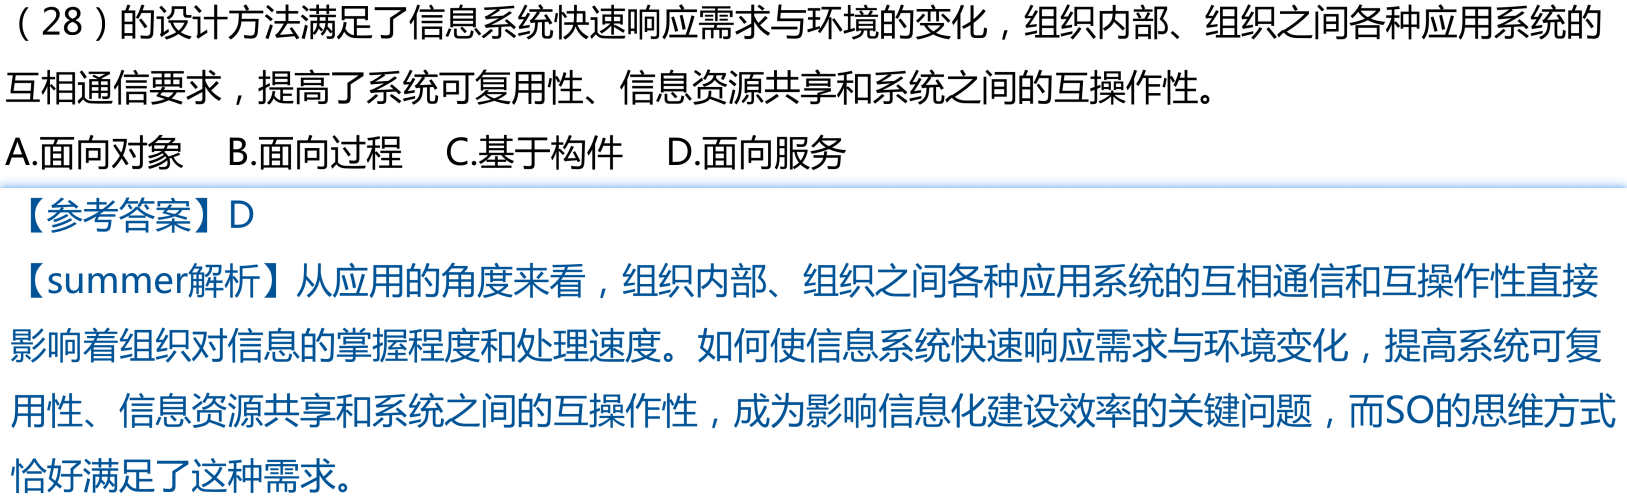 （28）的设计方法满足了信息系统快速响应需求与环境的变化，组织内部、组织之间各种应用系统的
互相通信要求，提高了系统可复用性、信息资源共享和系统之间的互操作性。
A.面向对象 B.面向过程 C.基于构件 D.面向服务
【参考答案】D
【summer解析】从应用的角度来看，组织内部、组织之间各种应用系统的互相通信和互操作性直接
影响着组织对信息的掌握程度和处理速度。如何使信息系统快速响应需求与环境变化，提高系统可复
用性、信息资源共享和系统之间的互操作性，成为影响信息化建设效率的关键问题，而SO的思维方式
恰好满足了这种需求。